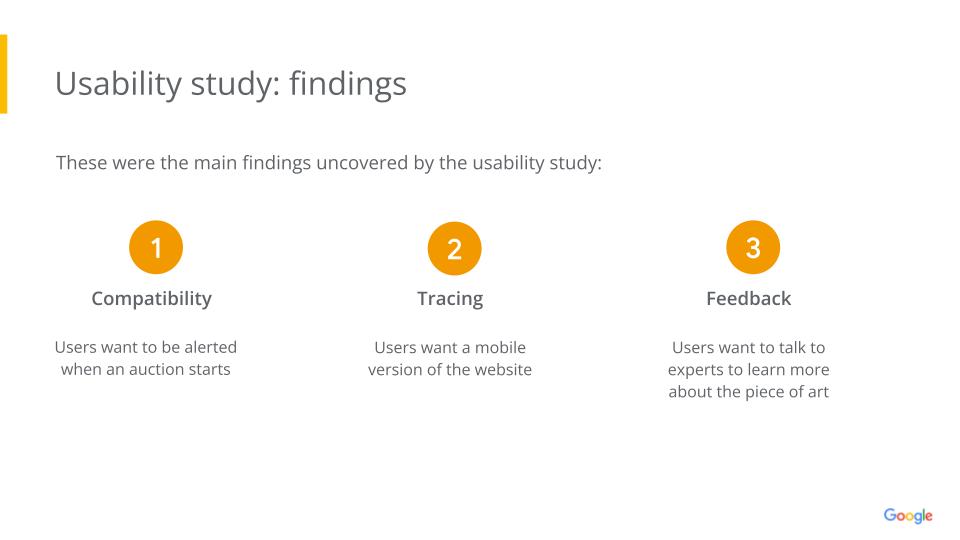 Usability study: findings
These were the main findings uncovered by the usability study:
1
Compatibility
Users want to be alerted
when an auction starts
2
Tracing
Users want a mobile
version of the website
3
Feedback
Users want to talk to
experts to learn more
about the piece of art
Google